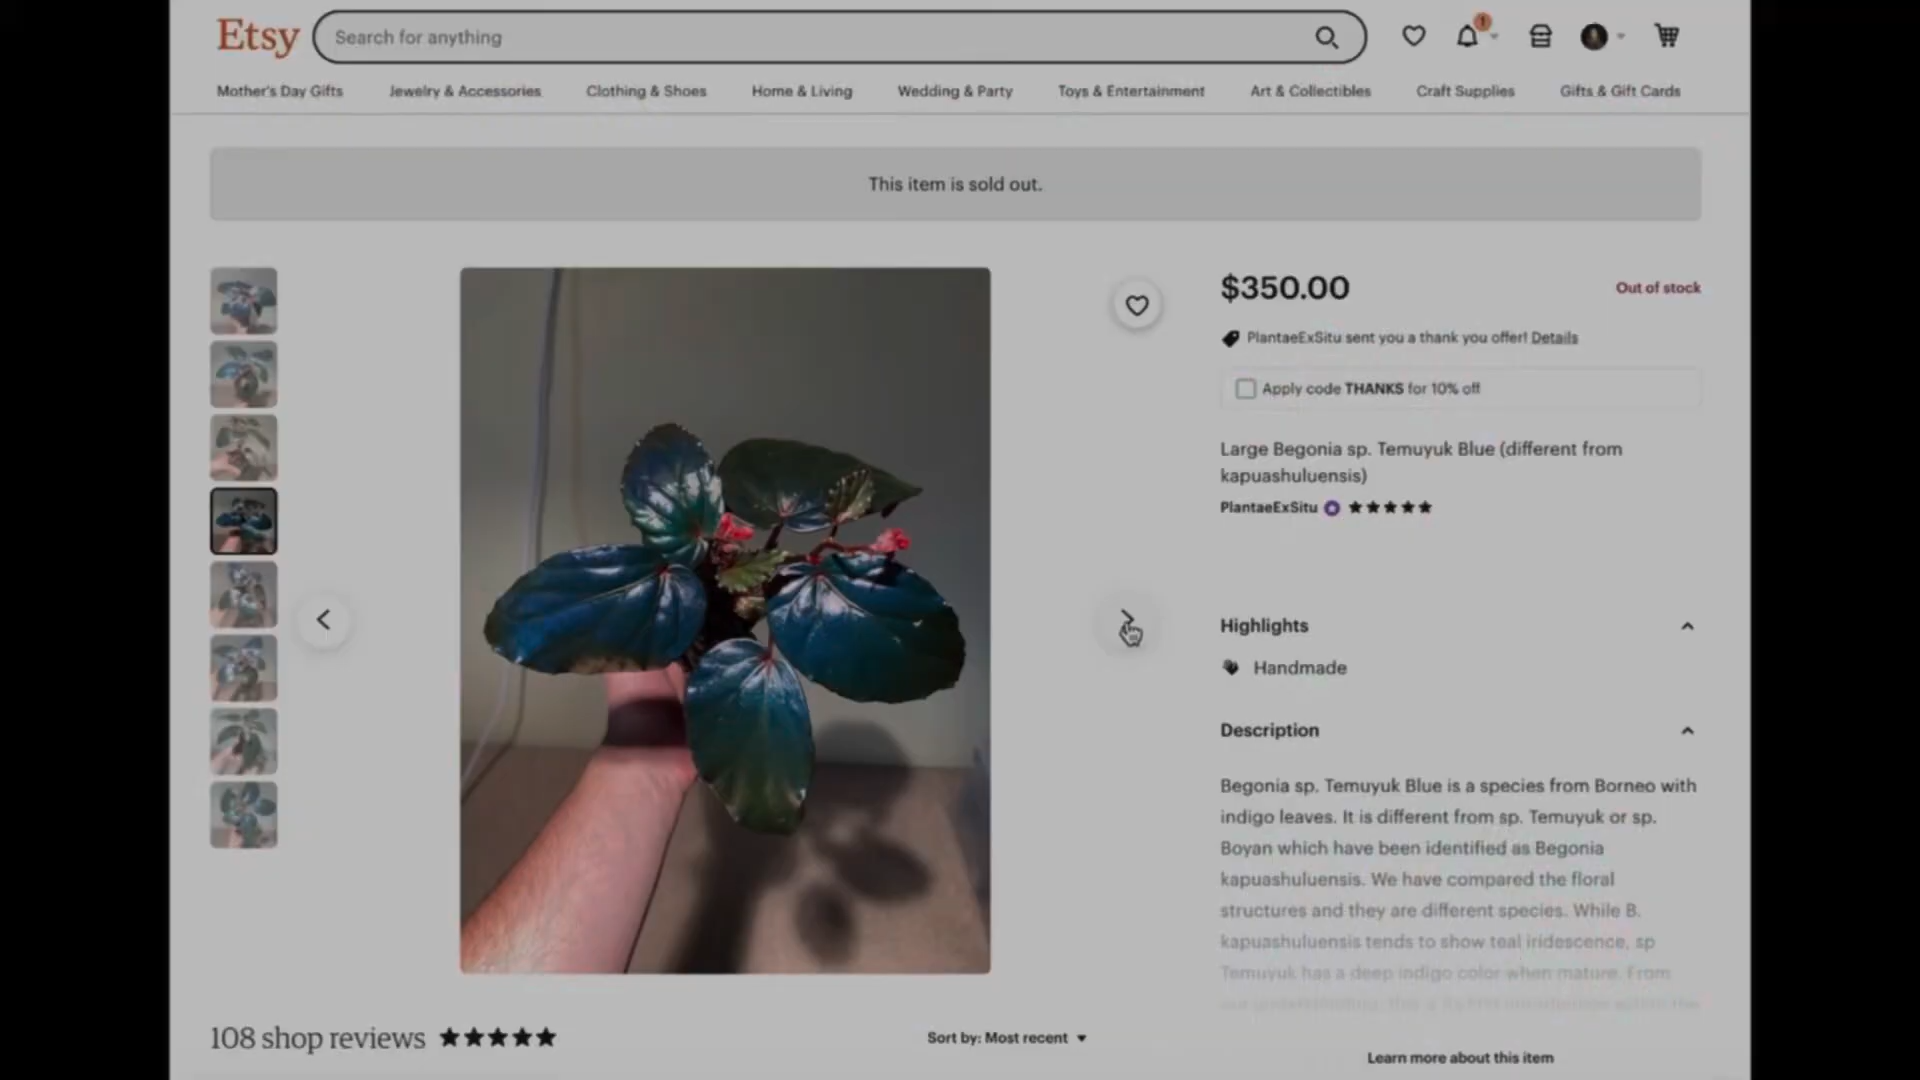 Etsy
Search for anything
1
Mother's Day Gifts
Jewelry & Accessories
Clothing & Shoes
Home & Living
Wedding & Party
Toys & Entertainment
Art & Collectibles
Craft Supplies
Gifts & Gift Cards
This item is sold out.
$350.00
Out of stock
PlantaeExSitu sent you a thank you offer! Details
Apply code THANKS for 10% off
Large Begonia sp. Temuyuk Blue (different from
kapuashuluensis)
PlantaeExSitu
Highlights
Handmade
Description
Begonia sp. Temuyuk Blue is a species from Borneo with
indigo leaves. It is different from sp. Temuyuk or sp.
Boyan which have been identified as Begonia
kapuashuluensis. We have compared the floral
structures and they are different species. While B.
kapuashuluensis tends to show teal iridescence, sp
Temuyuk has a deep indigo color when mature. From
108 shop reviews
Sort by: Most recent
Learn more about this item